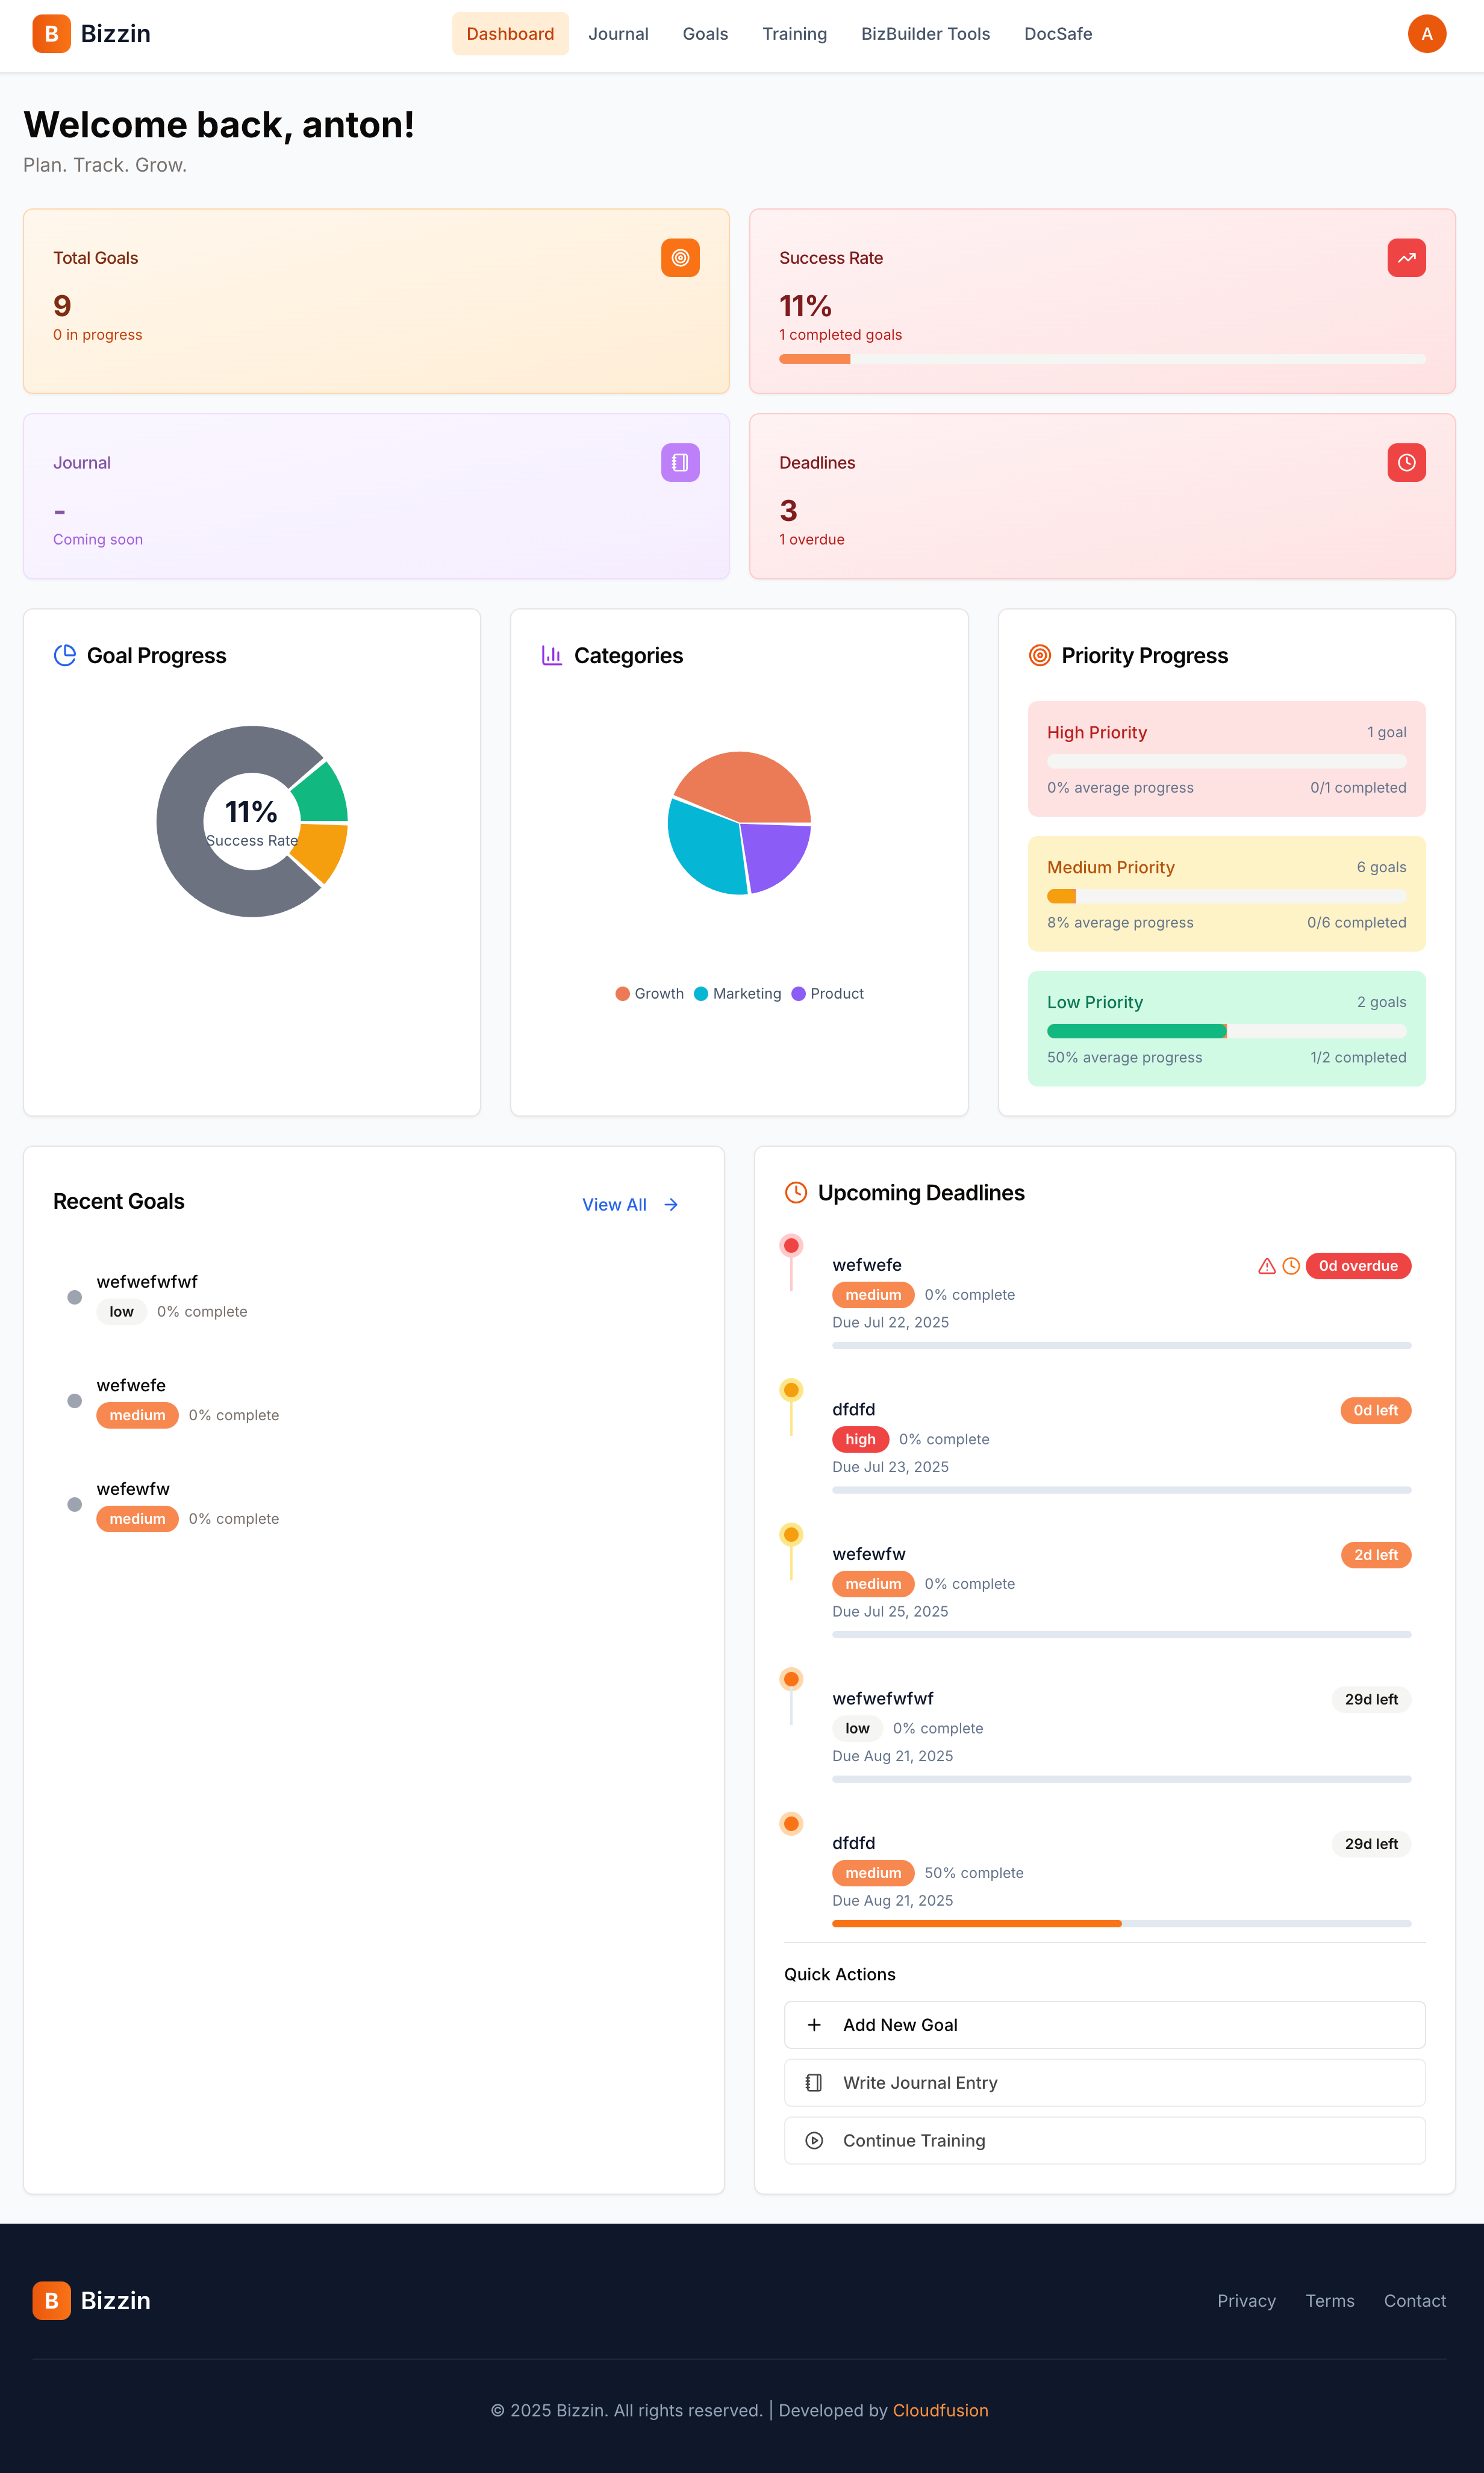 B Bizzin Dashboard Journal Goals Training BizBuilder Tools DocSafe A
Welcome back, anton!
Plan. Track. Grow.
Total Goals
9
0 in progress
Success Rate
11%
1 completed goals
Journal
-
Coming soon
Deadlines
3
1 overdue
Goal Progress
11%
Success Rate
Categories
Growth Marketing Product
Priority Progress
High Priority 1 goal
0% average progress 0/1 completed
Medium Priority 6 goals
8% average progress 0/6 completed
Low Priority 2 goals
50% average progress 1/2 completed
Recent Goals View All
wefwefwfwf
low 0% complete
wefwefe
medium 0% complete
wefewfw
medium 0% complete
Upcoming Deadlines
wefwefe 0d overdue
medium 0% complete
Due Jul 22, 2025
dfdfd 0d left
high 0% complete
Due Jul 23, 2025
wefewfw 2d left
medium 0% complete
Due Jul 25, 2025
wefwefwfwf 29d left
low 0% complete
Due Aug 21, 2025
dfdfd 29d left
medium 50% complete
Due Aug 21, 2025
Quick Actions
Add New Goal
Write Journal Entry
Continue Training
B Bizzin Privacy Terms Contact
© 2025 Bizzin. All rights reserved. | Developed by Cloudfusion